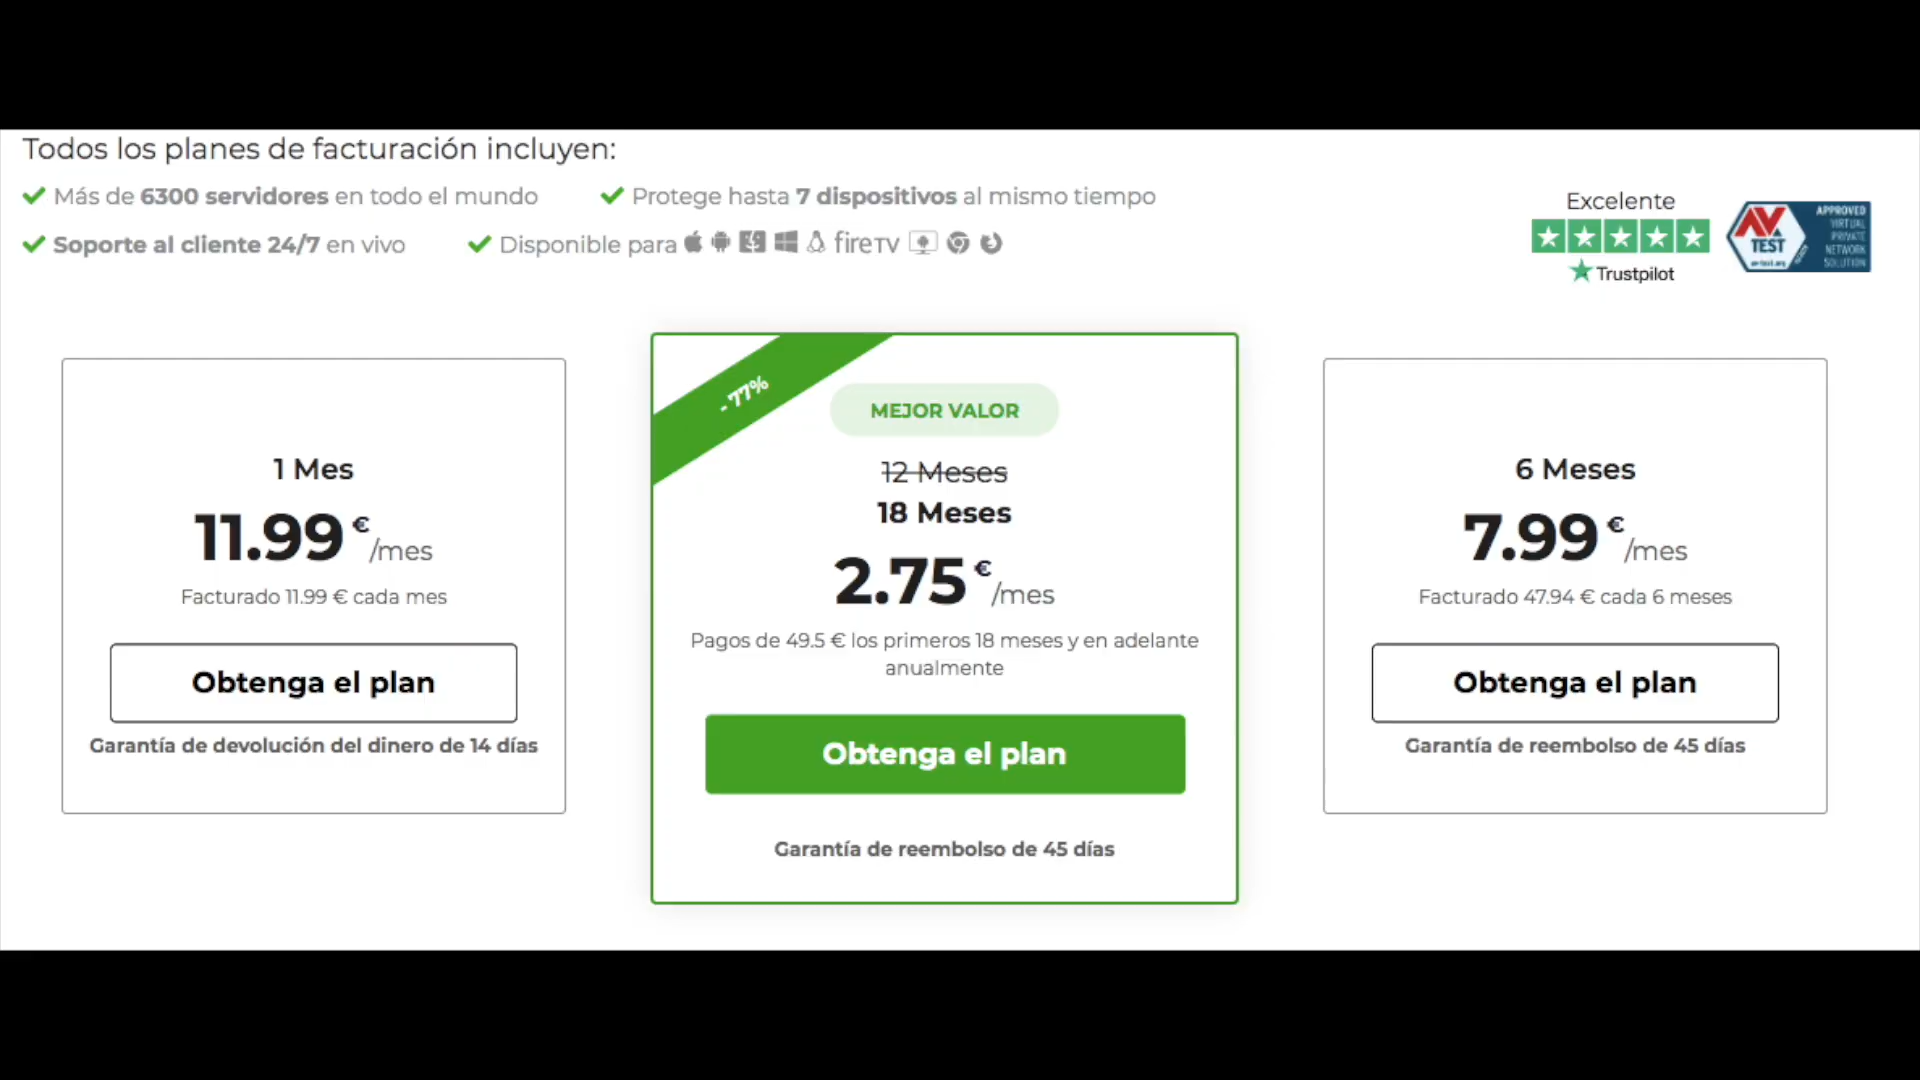 Todos los planes de facturación incluyen:
Más de 6300 servidores en todo el mundo
Protege hasta 7 dispositivos al mismo tiempo
Soporte al cliente 24/7 en vivo
Disponible para fireTV
Excelente
Trustpilot
AV TEST
APPROVED
VIRTUAL
PRIVATE
NETWORK
SOLUTION
1 Mes
11.99 € /mes
Facturado 11.99 € cada mes
Obtenga el plan
Garantía de devolución del dinero de 14 días
- 77%
MEJOR VALOR
12 Meses
18 Meses
2.75 € /mes
Pagos de 49.5 € los primeros 18 meses y en adelante
anualmente
Obtenga el plan
Garantía de reembolso de 45 días
6 Meses
7.99 € /mes
Facturado 47.94 € cada 6 meses
Obtenga el plan
Garantía de reembolso de 45 días